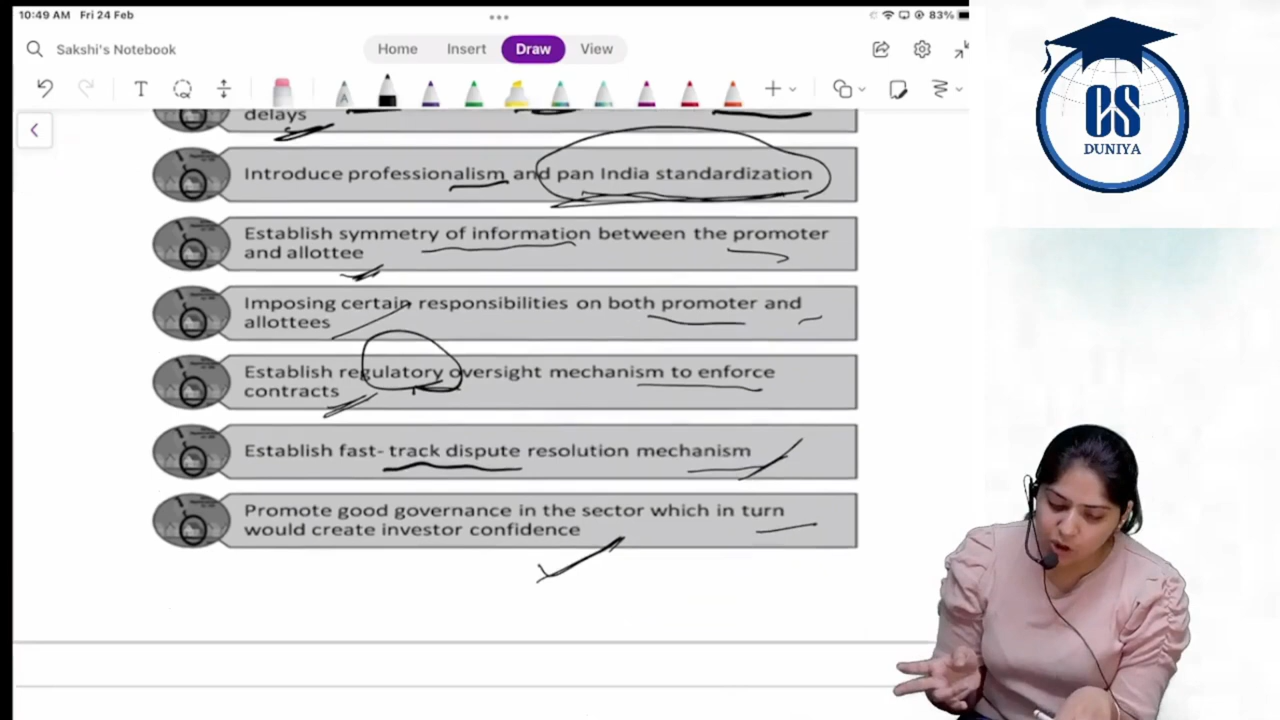 10:49 AM Fri 24 Feb
83%
Sakshi's Notebook
Home Insert Draw View
delays
Introduce professionalism and pan India standardization
Establish symmetry of information between the promoter
and allottee
Imposing certain responsibilities on both promoter and
allottees
Establish regulatory oversight mechanism to enforce
contracts
Establish fast- track dispute resolution mechanism
Promote good governance in the sector which in turn
would create investor confidence
CS
DUNIYA